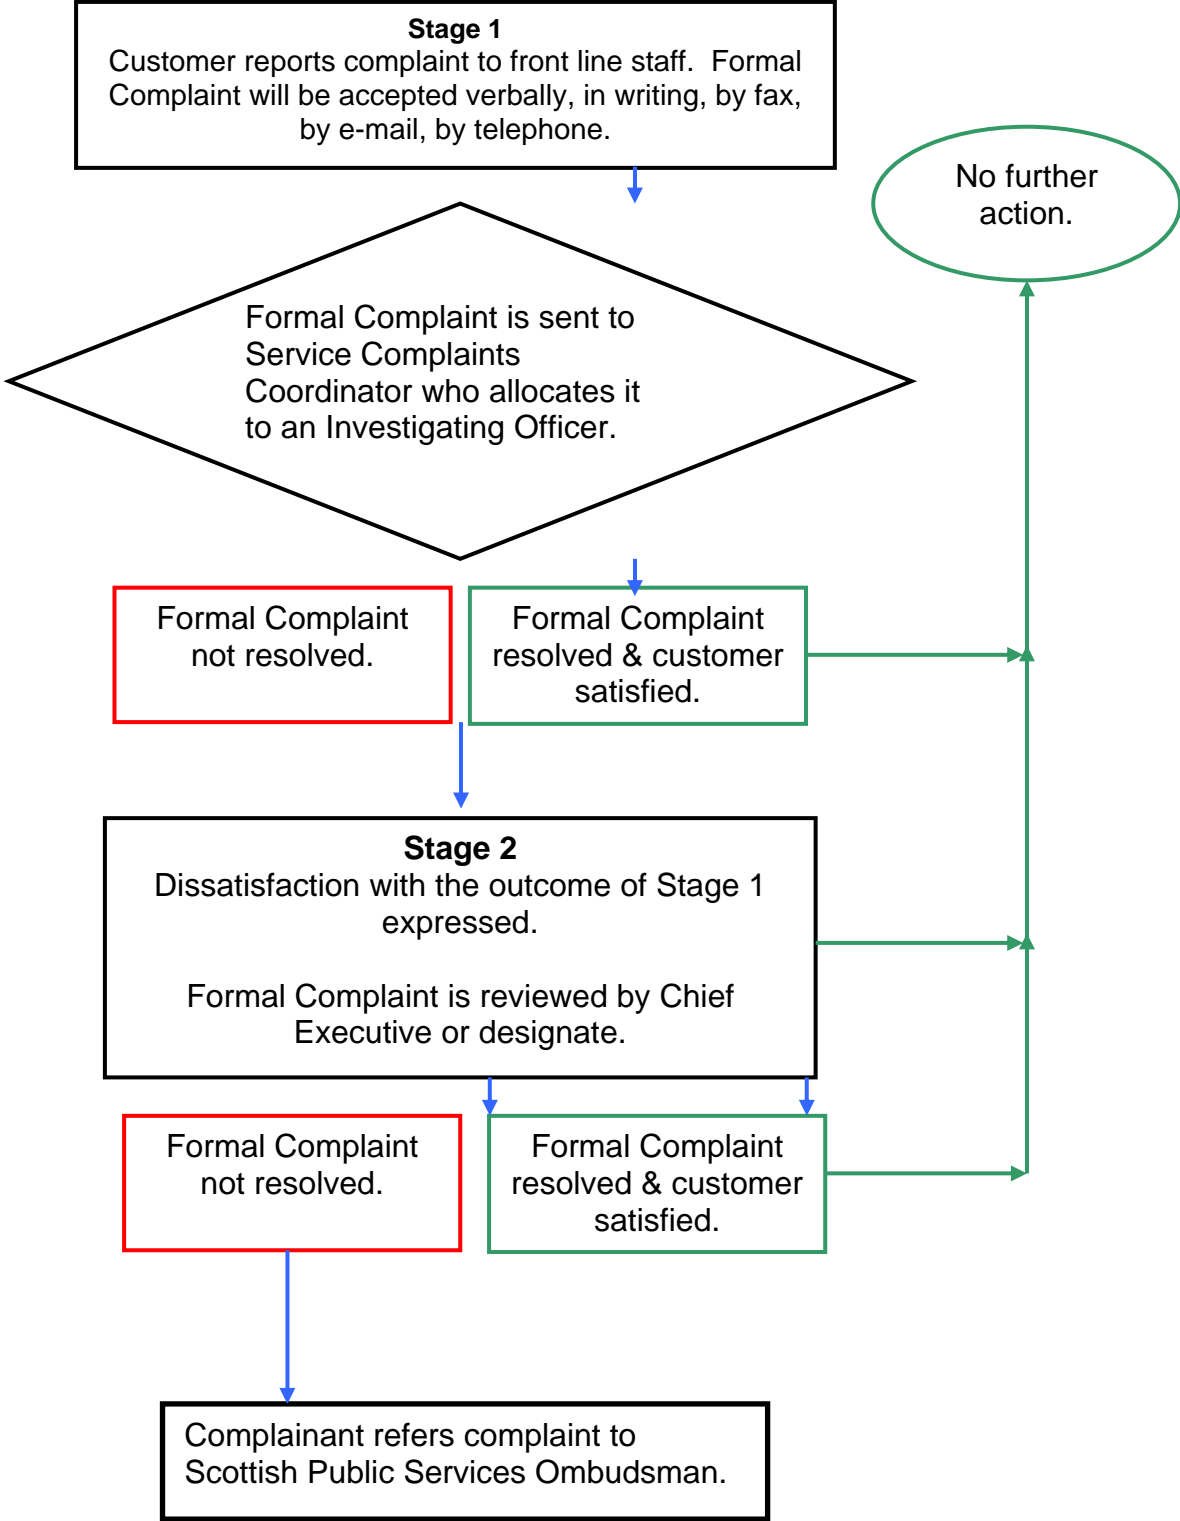 Stage 1
Customer reports complaint to front line staff.  Formal
Complaint will be accepted verbally, in writing, by fax,
by e-mail, by telephone.
No further
action.
Formal Complaint is sent to
Service Complaints
Coordinator who allocates it
to an Investigating Officer.
Formal Complaint
not resolved.
Formal Complaint
resolved & customer
satisfied.
Stage 2
Dissatisfaction with the outcome of Stage 1
expressed.
Formal Complaint is reviewed by Chief
Executive or designate.
Formal Complaint
not resolved.
Formal Complaint
resolved & customer
satisfied.
Complainant refers complaint to
Scottish Public Services Ombudsman.